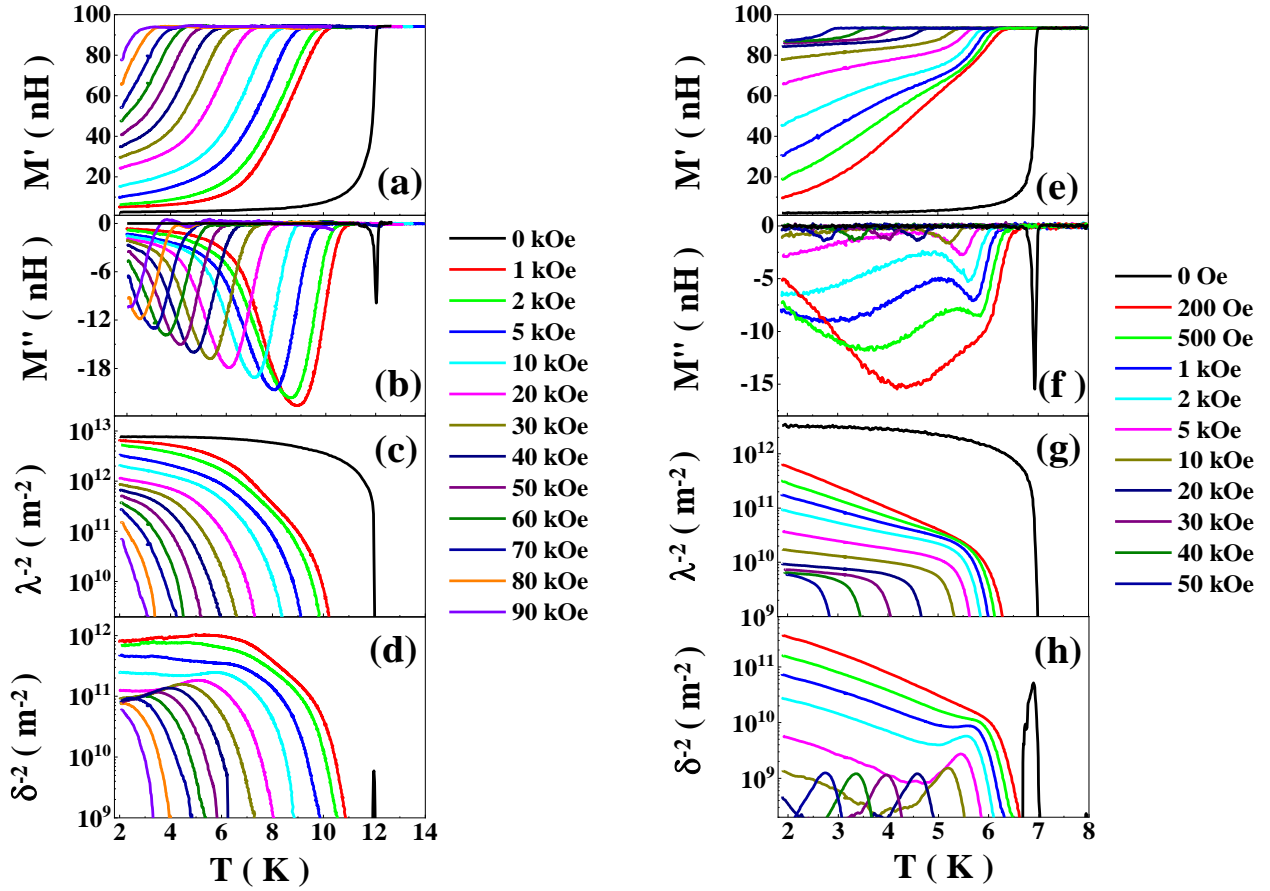 100
80
60
40
20
M' ( nH )
(a)
0
-6
-12
-18
M'' ( nH )
(b)
10^13
10^12
10^11
10^10
λ^-2 ( m^-2 )
(c)
10^12
10^11
10^10
10^9
δ^-2 ( m^-2 )
(d)
2 4 6 8 10 12 14
T ( K )
0 kOe
1 kOe
2 kOe
5 kOe
10 kOe
20 kOe
30 kOe
40 kOe
50 kOe
60 kOe
70 kOe
80 kOe
90 kOe
100
80
60
40
20
M' ( nH )
(e)
0
-5
-10
-15
M'' ( nH )
(f )
10^12
10^11
10^10
10^9
λ^-2 ( m^-2 )
(g)
10^11
10^10
10^9
δ^-2 ( m^-2 )
(h)
2 3 4 5 6 7 8
T ( K )
0 Oe
200 Oe
500 Oe
1 kOe
2 kOe
5 kOe
10 kOe
20 kOe
30 kOe
40 kOe
50 kOe